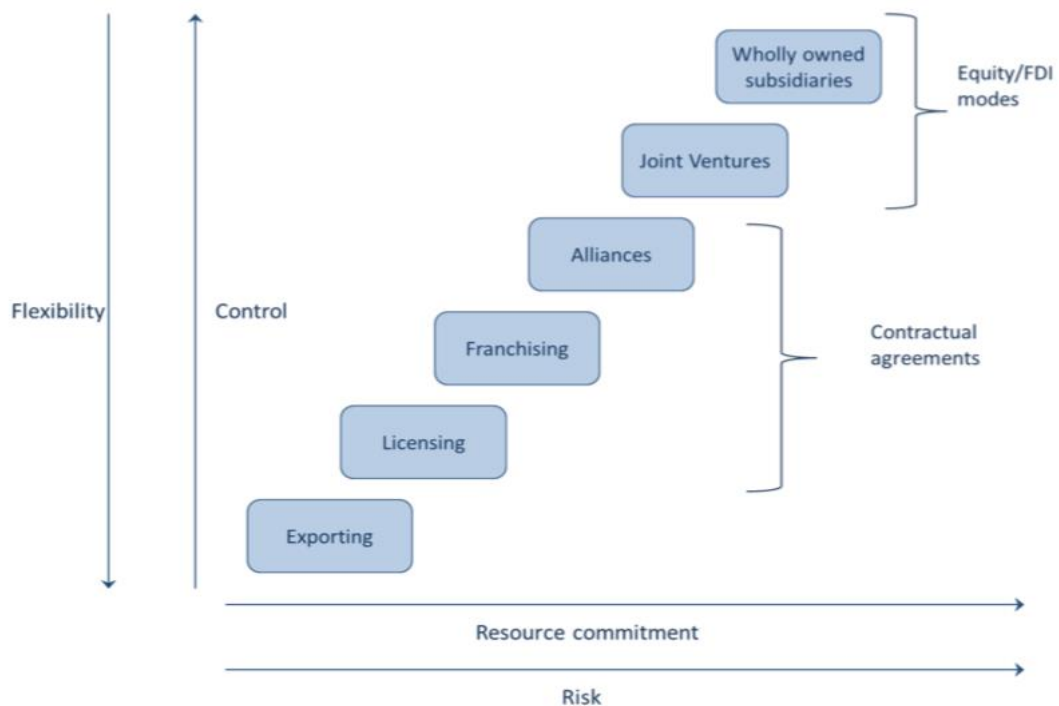 Wholly owned
subsidiaries
Equity/FDI
modes
Joint Ventures
Alliances
Flexibility
Control
Contractual
agreements
Franchising
Licensing
Exporting
Resource commitment
Risk